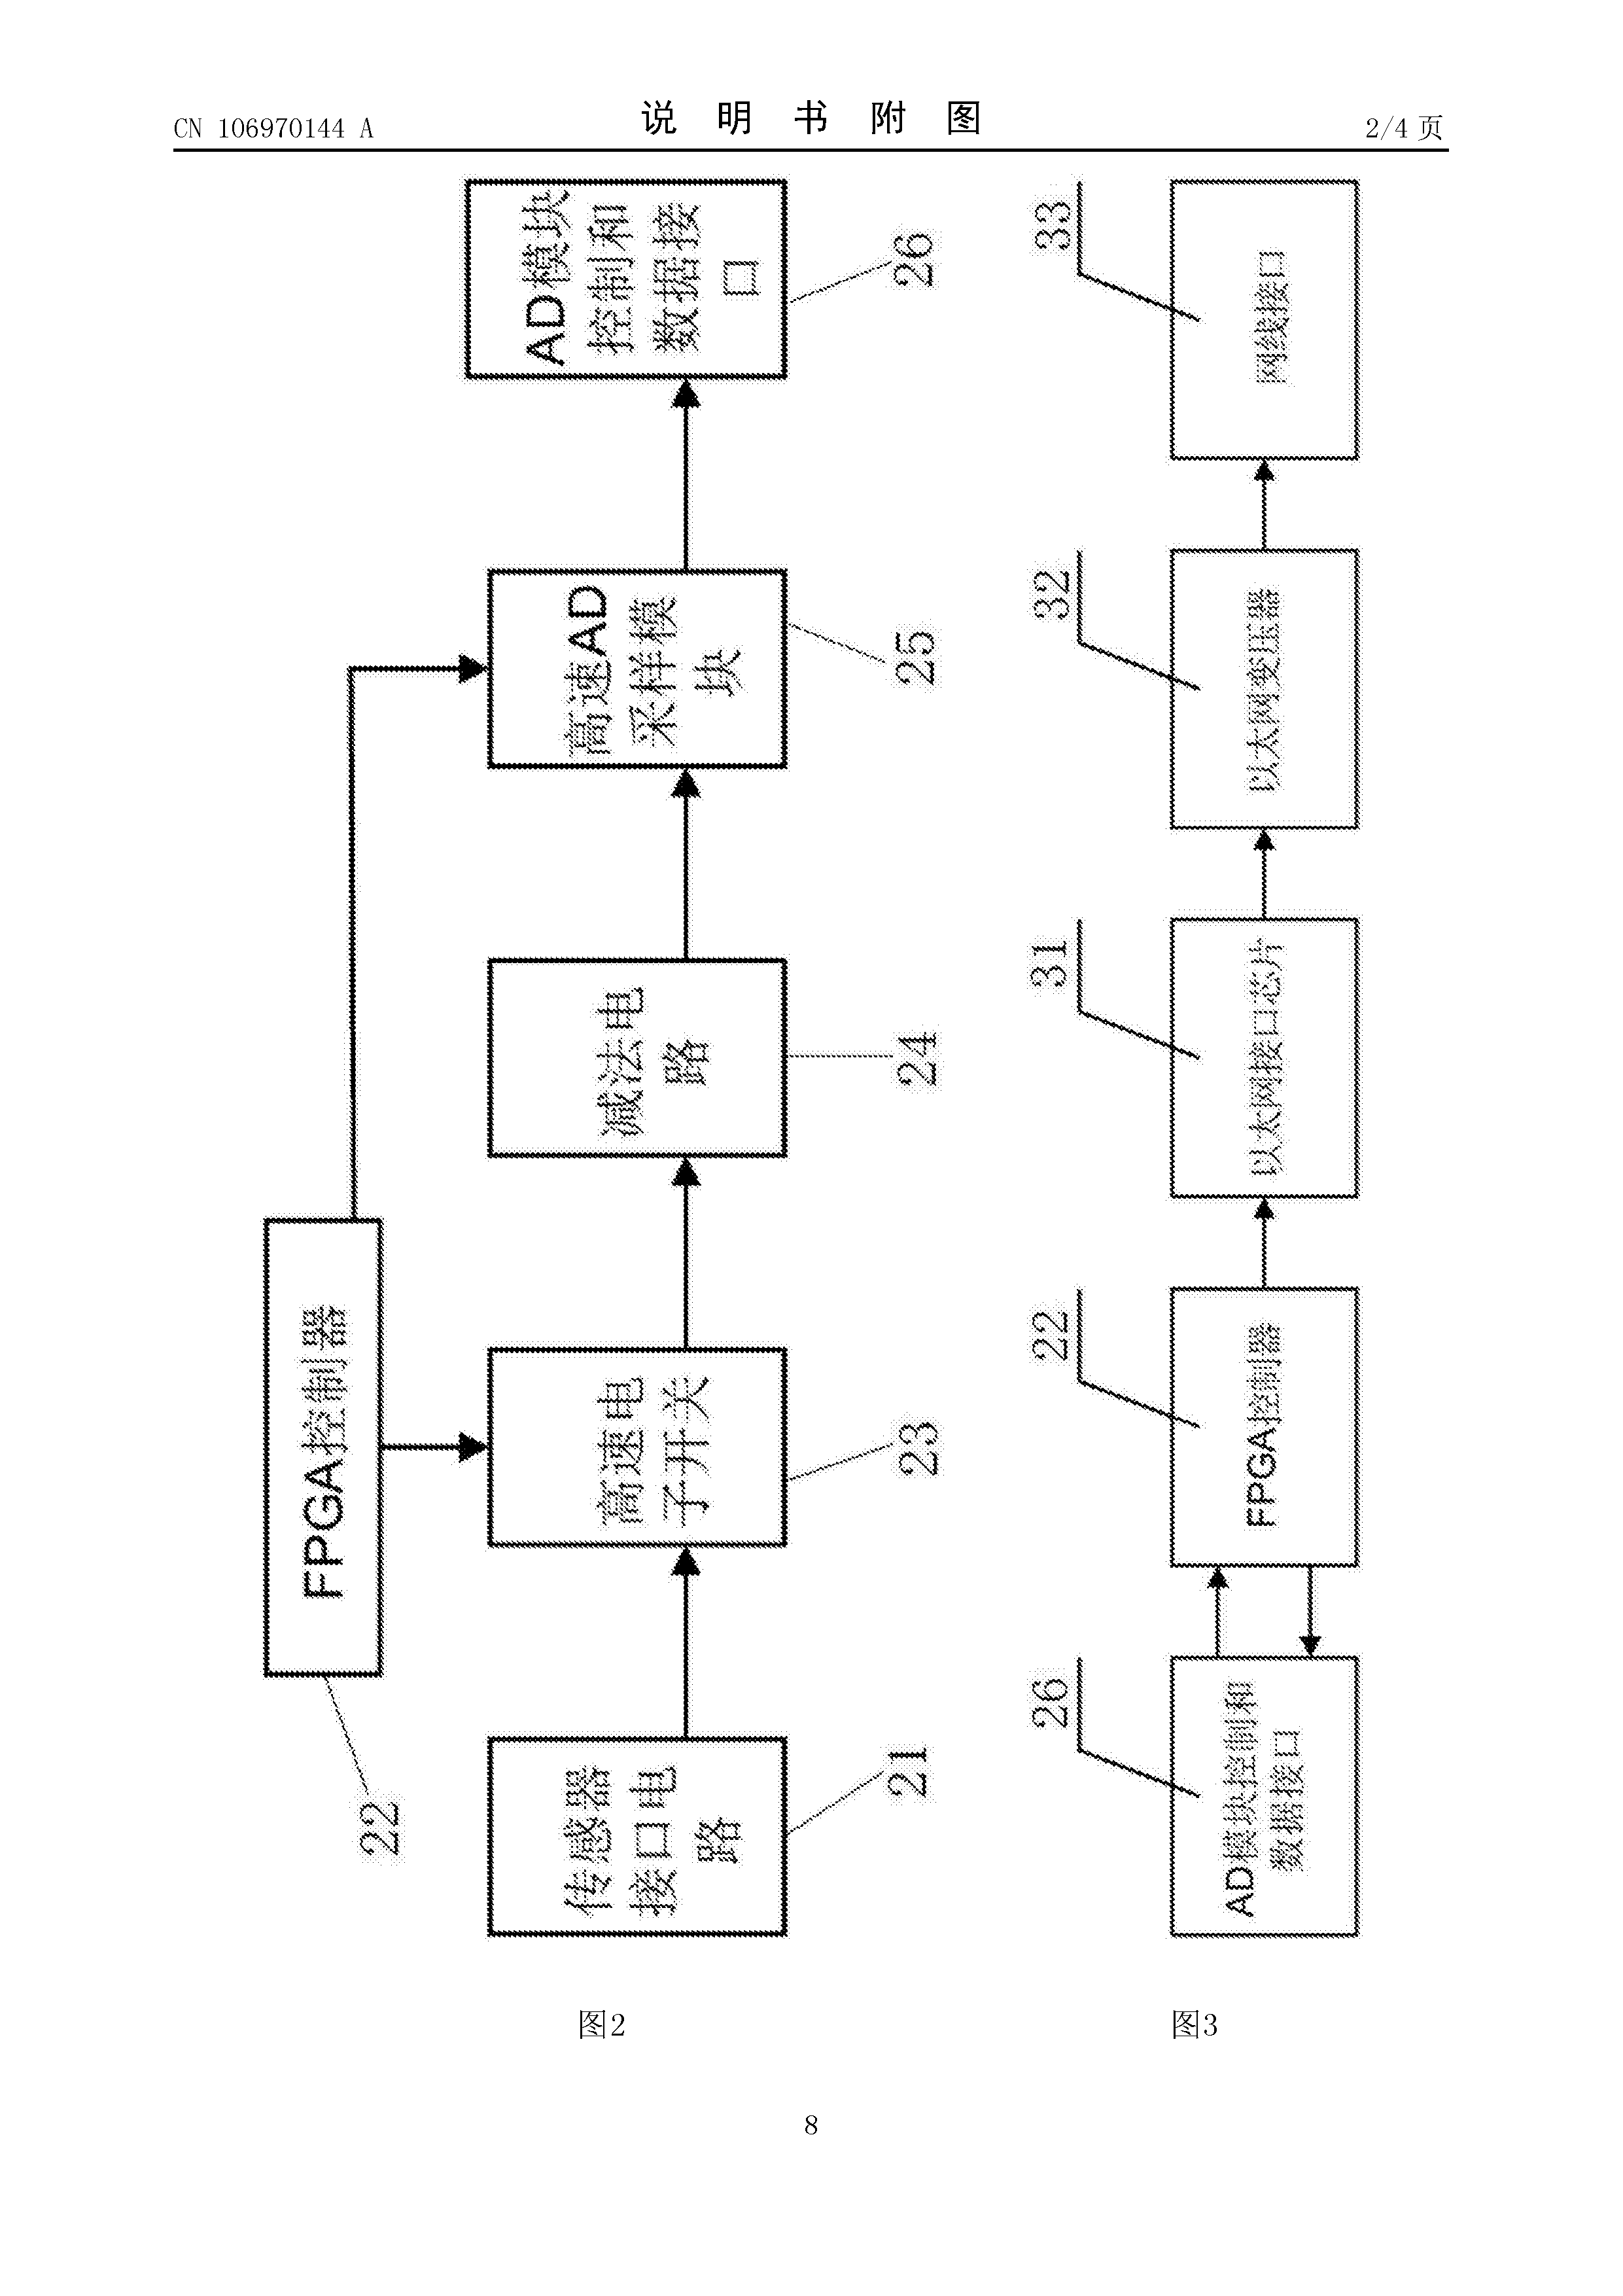 CN 106970144 A
说明书附图
2/4 页
FPGA控制器
22
传感器
接口电
路
21
高速电
子开关
23
减法电
路
24
高速AD
采样模
块
25
AD模块
控制和
数据接
口
26
图2
AD模块控制和
数据接口
26
FPGA控制器
22
以太网接口芯片
31
以太网变压器
32
网线接口
33
图3
8